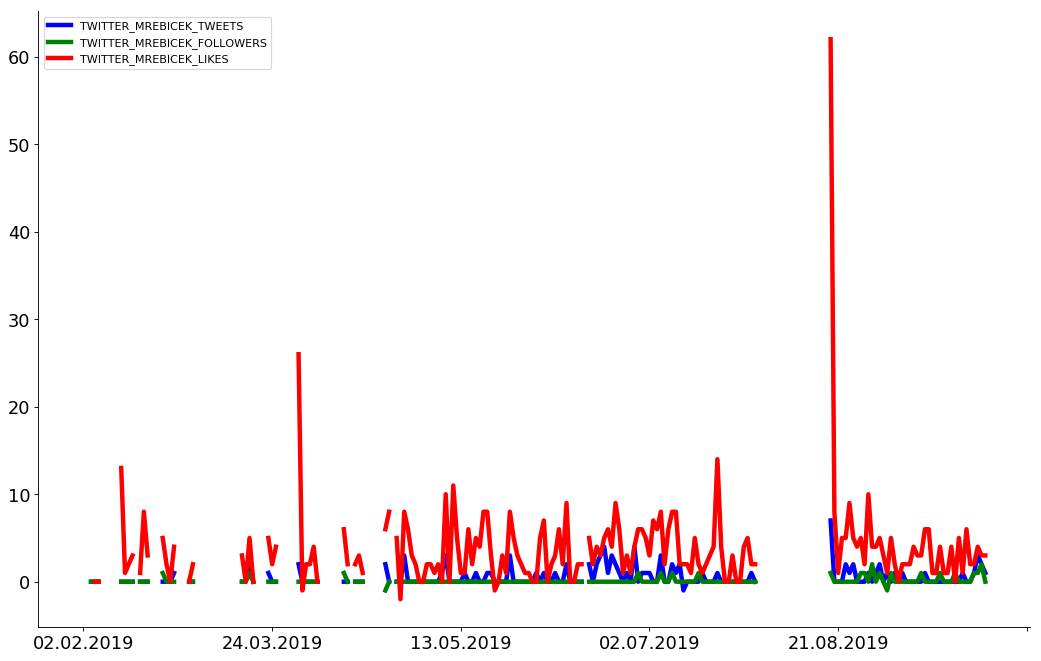 TWITTER_MREBICEK_TWEETS
TWITTER_MREBICEK_FOLLOWERS
TWITTER_MREBICEK_LIKES
60
50
40
30
20
10
0
02.02.2019 24.03.2019 13.05.2019 02.07.2019 21.08.2019